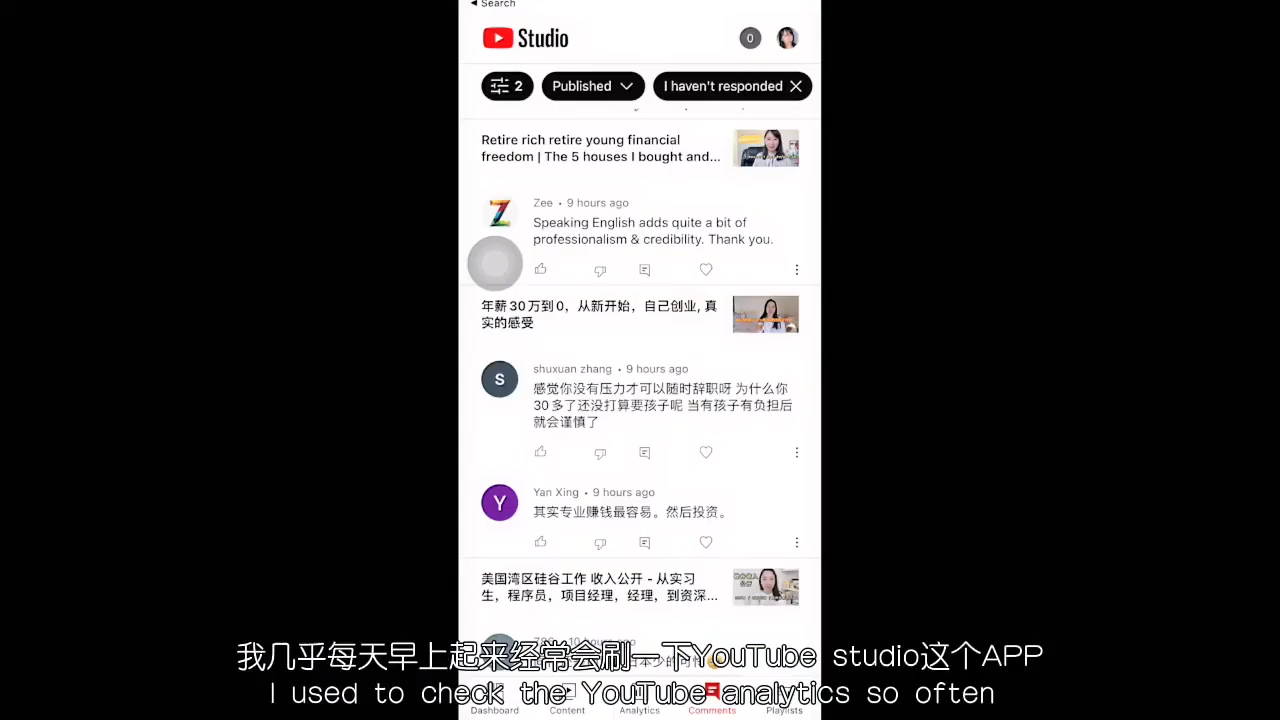 Search
Studio
0
2
Published
I haven't responded
Retire rich retire young financial
freedom | The 5 houses I bought and...
Zee • 9 hours ago
Speaking English adds quite a bit of
professionalism & credibility. Thank you.
年薪30万到0，从新开始，自己创业, 真
实的感受
S
shuxuan zhang • 9 hours ago
感觉你没有压力才可以随时辞职呀 为什么你
30多了还没打算要孩子呢 当有孩子有负担后
就会谨慎了
Y
Yan Xing • 9 hours ago
其实专业赚钱最容易。然后投资。
美国湾区硅谷工作 收入公开 - 从实习
生，程序员，项目经理，经理，到资深...
10 hours ago
我几乎每天早上起来经常会刷一下YouTube studio这个APP
I used to check the YouTube analytics so often
Dashboard
Content
Analytics
Comments
Playlists